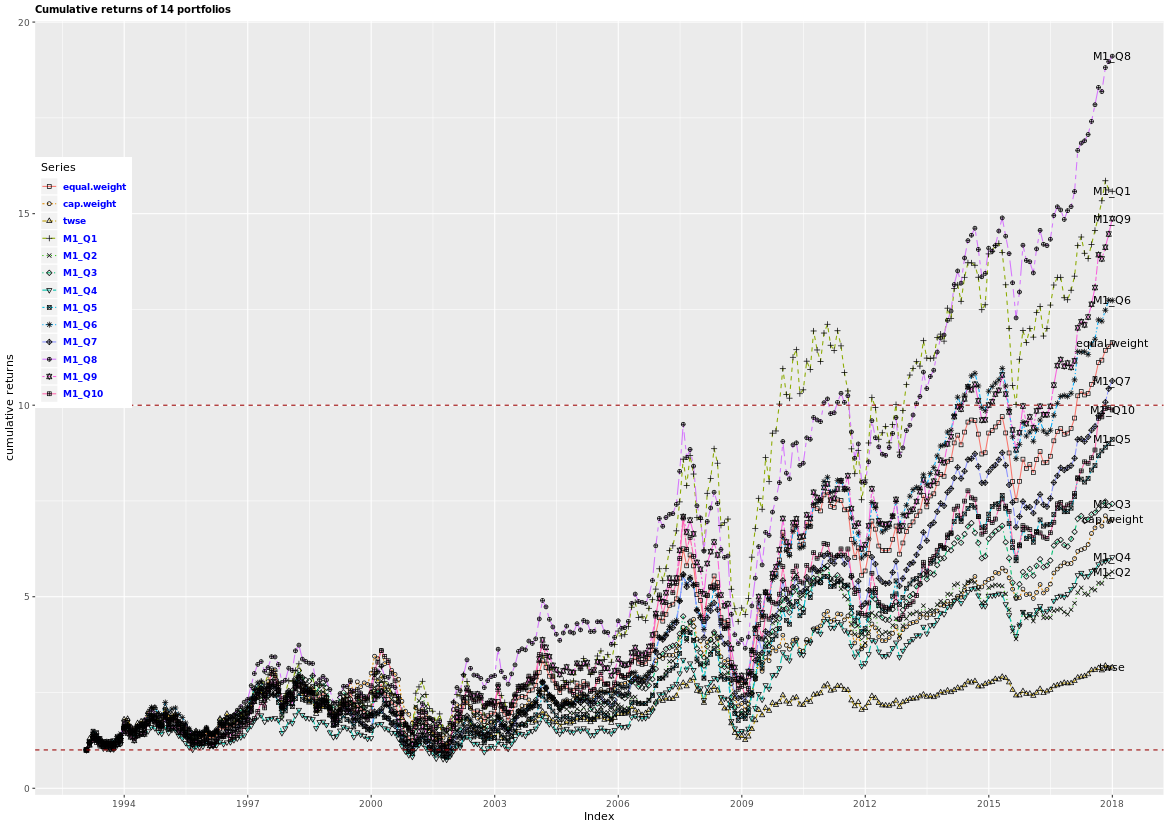 Cumulative returns of 14 portfolios
20
15
10
5
0
cumulative returns
Series
equal.weight
cap.weight
twse
M1_Q1
M1_Q2
M1_Q3
M1_Q4
M1_Q5
M1_Q6
M1_Q7
M1_Q8
M1_Q9
M1_Q10
M1_Q8
M1_Q1
M1_Q9
M1_Q6
equal.weight
M1_Q7
M1_Q10
M1_Q5
M1_Q3
cap.weight
M1_Q4
M1_Q2
twse
1994
1997
2000
2003
2006
2009
2012
2015
2018
Index